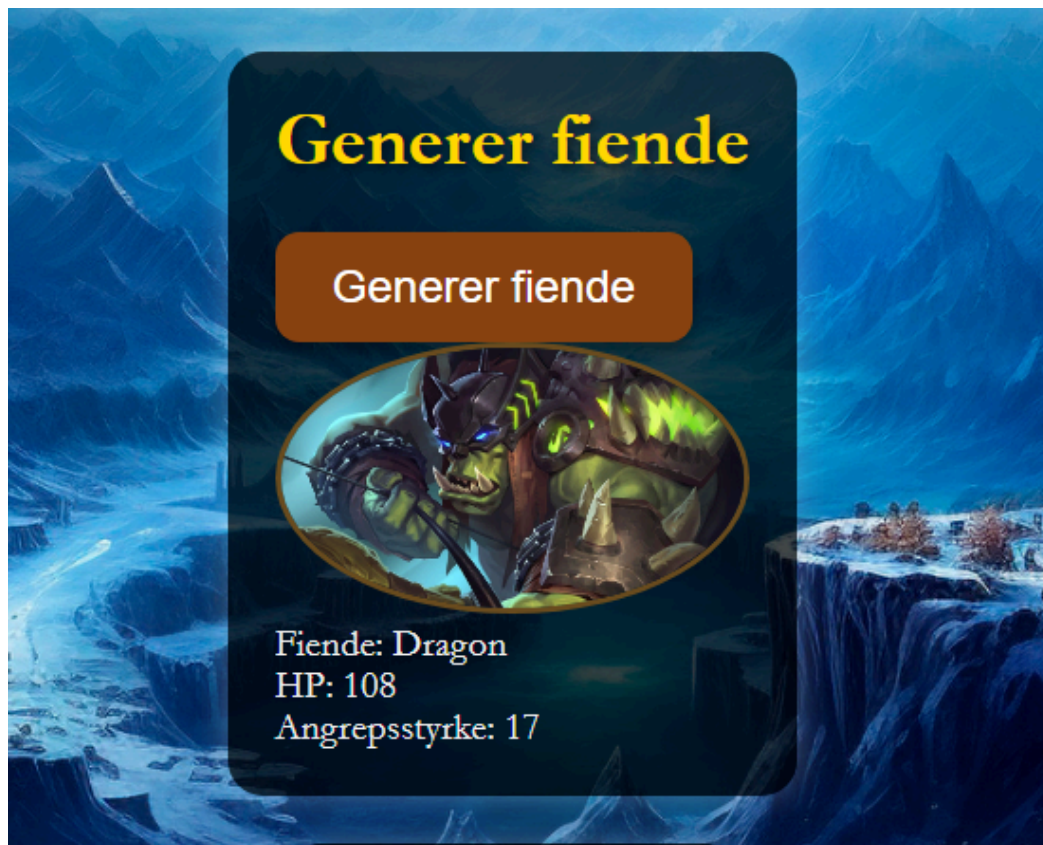 Generer fiende
Generer fiende
Fiende: Dragon
HP: 108
Angrepsstyrke: 17